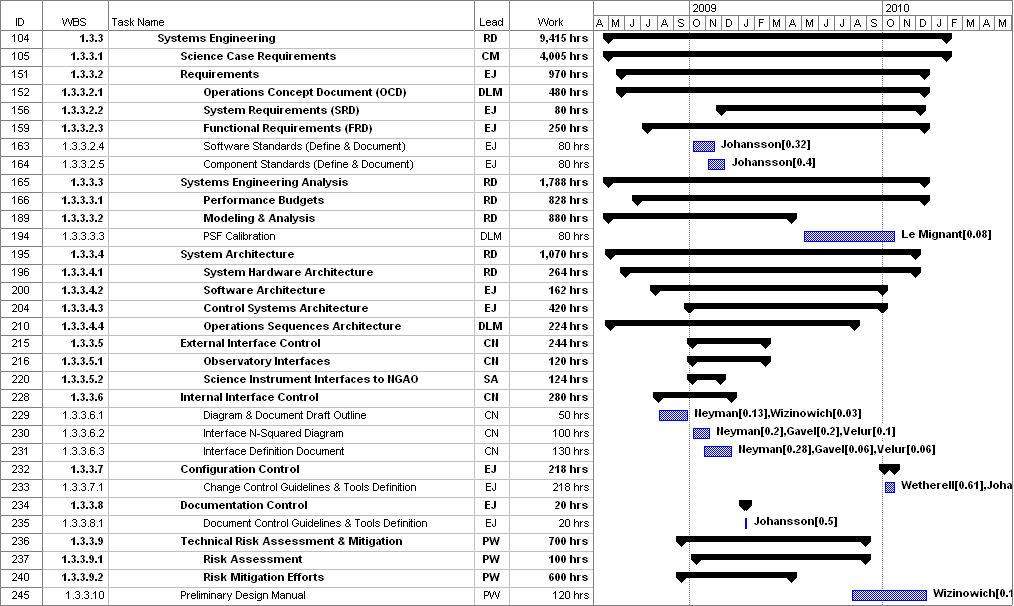 2009 2010
ID WBS Task Name Lead Work A M J J A S O N D J F M A M J J A S O N D J F M A M
104 1.3.3 Systems Engineering RD 9,415 hrs
105 1.3.3.1 Science Case Requirements CM 4,005 hrs
151 1.3.3.2 Requirements EJ 970 hrs
152 1.3.3.2.1 Operations Concept Document (OCD) DLM 480 hrs
156 1.3.3.2.2 System Requirements (SRD) EJ 80 hrs
159 1.3.3.2.3 Functional Requirements (FRD) EJ 250 hrs
163 1.3.3.2.4 Software Standards (Define & Document) EJ 80 hrs Johansson[0.32]
164 1.3.3.2.5 Component Standards (Define & Document) EJ 80 hrs Johansson[0.4]
165 1.3.3.3 Systems Engineering Analysis RD 1,788 hrs
166 1.3.3.3.1 Performance Budgets RD 828 hrs
189 1.3.3.3.2 Modeling & Analysis RD 880 hrs
194 1.3.3.3.3 PSF Calibration DLM 80 hrs Le Mignant[0.08]
195 1.3.3.4 System Architecture RD 1,070 hrs
196 1.3.3.4.1 System Hardware Architecture RD 264 hrs
200 1.3.3.4.2 Software Architecture EJ 162 hrs
204 1.3.3.4.3 Control Systems Architecture EJ 420 hrs
210 1.3.3.4.4 Operations Sequences Architecture DLM 224 hrs
215 1.3.3.5 External Interface Control CN 244 hrs
216 1.3.3.5.1 Observatory Interfaces CN 120 hrs
220 1.3.3.5.2 Science Instrument Interfaces to NGAO SA 124 hrs
228 1.3.3.6 Internal Interface Control CN 280 hrs
229 1.3.3.6.1 Diagram & Document Draft Outline CN 50 hrs Neyman[0.13],Wizinowich[0.03]
230 1.3.3.6.2 Interface N-Squared Diagram CN 100 hrs Neyman[0.2],Gavel[0.2],Velur[0.1]
231 1.3.3.6.3 Interface Definition Document CN 130 hrs Neyman[0.28],Gavel[0.06],Velur[0.06]
232 1.3.3.7 Configuration Control EJ 218 hrs
233 1.3.3.7.1 Change Control Guidelines & Tools Definition EJ 218 hrs Wetherell[0.61],Joha
234 1.3.3.8 Documentation Control EJ 20 hrs
235 1.3.3.8.1 Document Control Guidelines & Tools Definition EJ 20 hrs Johansson[0.5]
236 1.3.3.9 Technical Risk Assessment & Mitigation PW 700 hrs
237 1.3.3.9.1 Risk Assessment PW 100 hrs
240 1.3.3.9.2 Risk Mitigation Efforts PW 600 hrs
245 1.3.3.10 Preliminary Design Manual PW 120 hrs Wizinowich[0.1